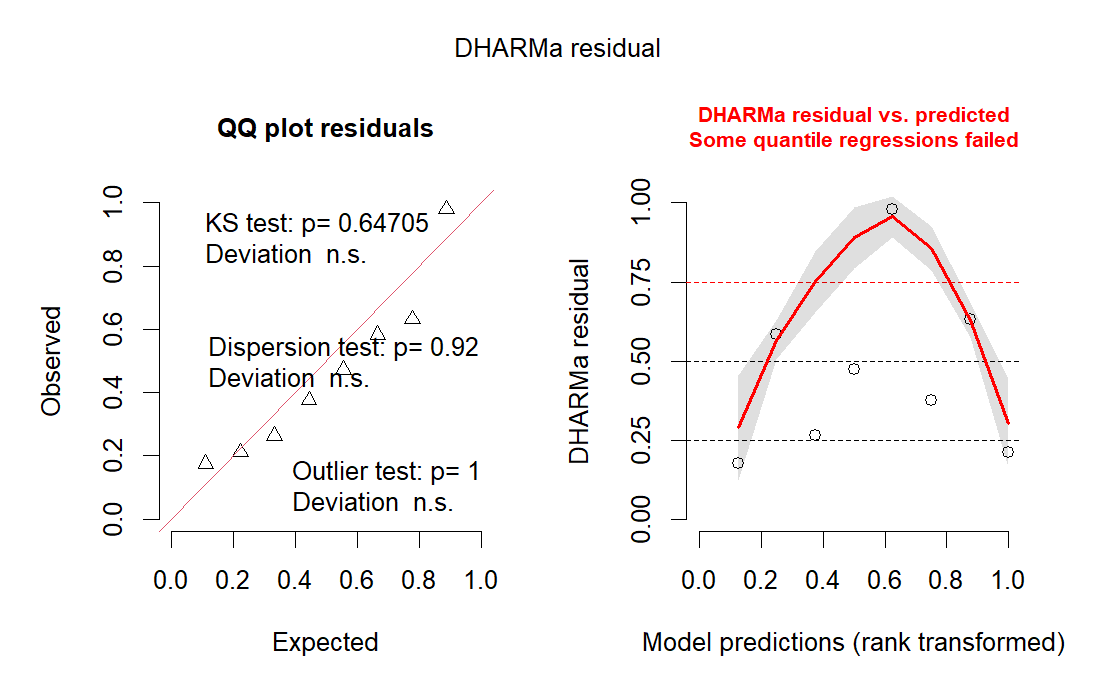 DHARMa residual
QQ plot residuals
KS test: p= 0.64705
Deviation  n.s.
Dispersion test: p= 0.92
Deviation  n.s.
Outlier test: p= 1
Deviation  n.s.
Observed
0.0
0.2
0.4
0.6
0.8
1.0
0.0 0.2 0.4 0.6 0.8 1.0
Expected
DHARMa residual vs. predicted
Some quantile regressions failed
DHARMa residual
0.00
0.25
0.50
0.75
1.00
0.0 0.2 0.4 0.6 0.8 1.0
Model predictions (rank transformed)